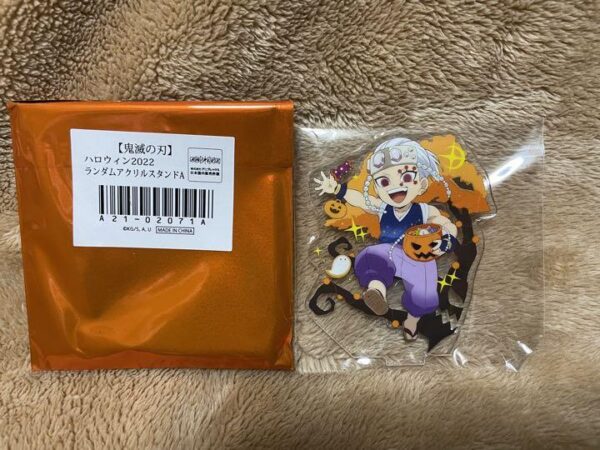 【鬼滅の刃】
ハロウィン2022
ランダムアクリルスタンドA
A21-02071A
©KG/S, A, U
MADE IN CHINA